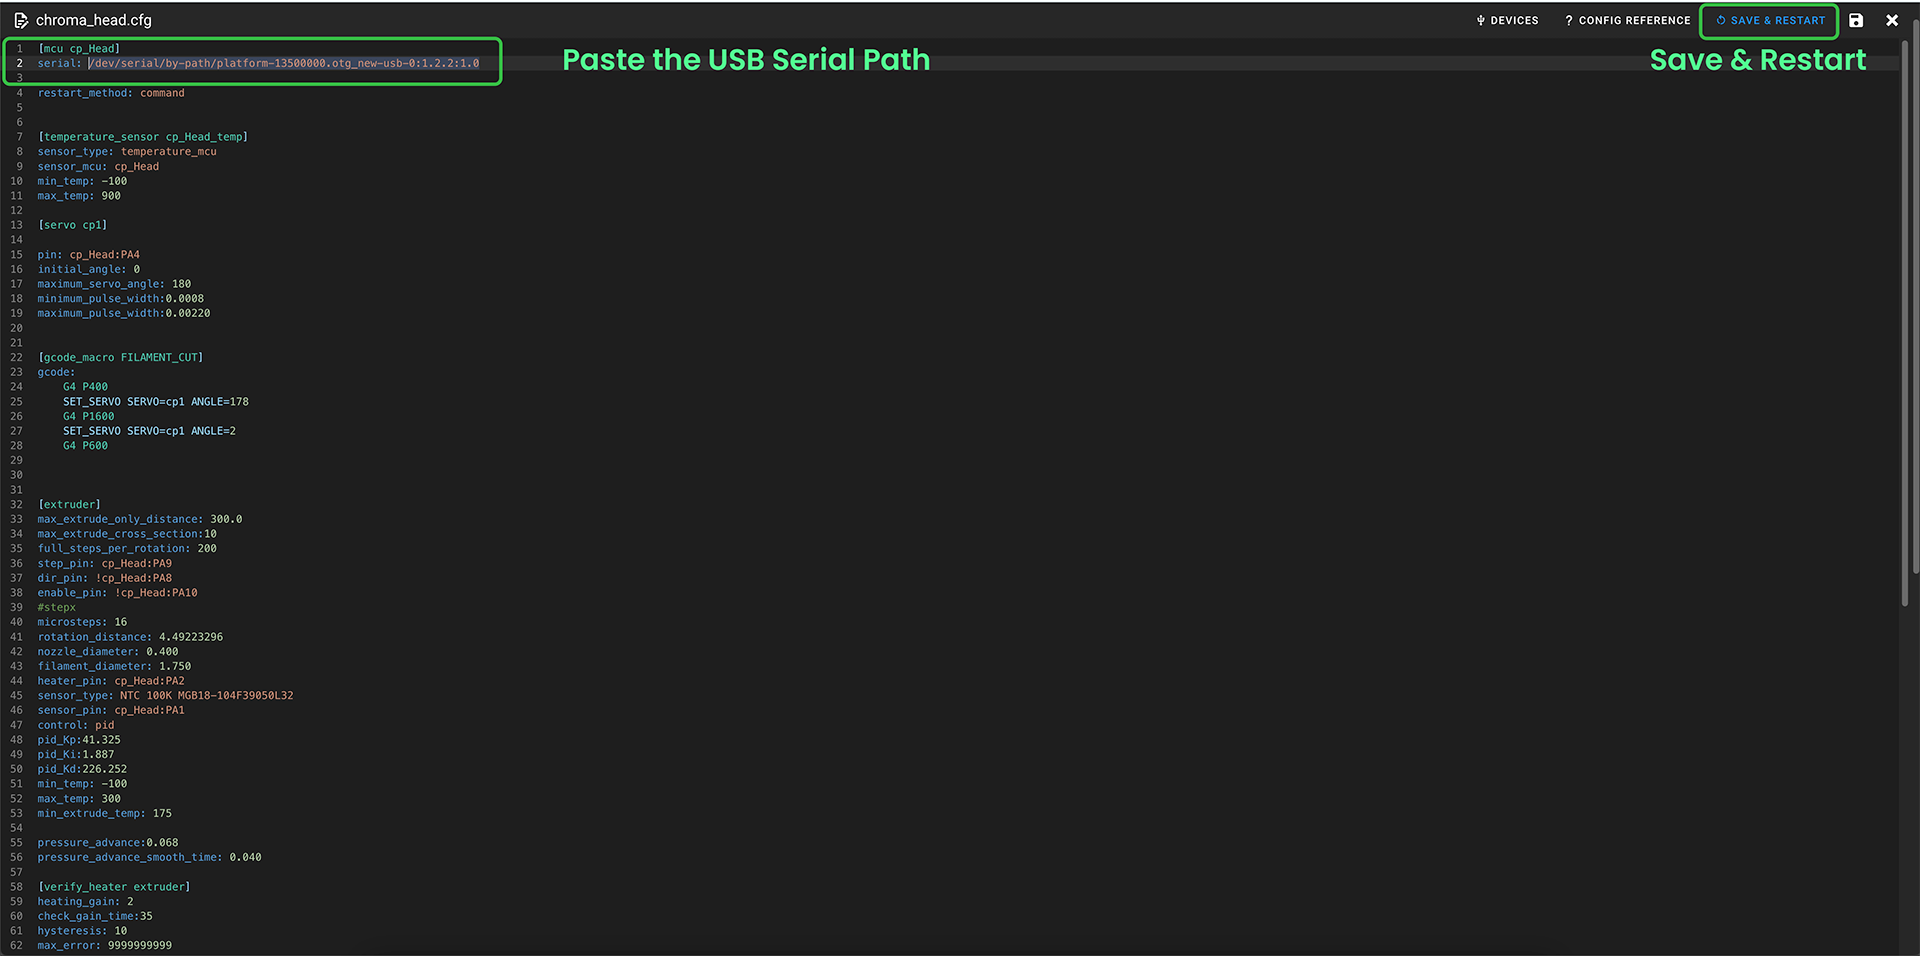 chroma_head.cfg
DEVICES
? CONFIG REFERENCE
SAVE & RESTART
Paste the USB Serial Path
Save & Restart
1 [mcu cp_Head]
2 serial: /dev/serial/by-path/platform-13500000.otg_new-usb-0:1.2.2:1.0
3
4 restart_method: command
5
6
7 [temperature_sensor cp_Head_temp]
8 sensor_type: temperature_mcu
9 sensor_mcu: cp_Head
10 min_temp: -100
11 max_temp: 900
12
13 [servo cp1]
14
15 pin: cp_Head:PA4
16 initial_angle: 0
17 maximum_servo_angle: 180
18 minimum_pulse_width:0.0008
19 maximum_pulse_width:0.00220
20
21
22 [gcode_macro FILAMENT_CUT]
23 gcode:
24 G4 P400
25 SET_SERVO SERVO=cp1 ANGLE=178
26 G4 P1600
27 SET_SERVO SERVO=cp1 ANGLE=2
28 G4 P600
29
30
31
32 [extruder]
33 max_extrude_only_distance: 300.0
34 max_extrude_cross_section:10
35 full_steps_per_rotation: 200
36 step_pin: cp_Head:PA9
37 dir_pin: !cp_Head:PA8
38 enable_pin: !cp_Head:PA10
39 #stepx
40 microsteps: 16
41 rotation_distance: 4.49223296
42 nozzle_diameter: 0.400
43 filament_diameter: 1.750
44 heater_pin: cp_Head:PA2
45 sensor_type: NTC 100K MGB18-104F39050L32
46 sensor_pin: cp_Head:PA1
47 control: pid
48 pid_Kp:41.325
49 pid_Ki:1.887
50 pid_Kd:226.252
51 min_temp: -100
52 max_temp: 300
53 min_extrude_temp: 175
54
55 pressure_advance:0.068
56 pressure_advance_smooth_time: 0.040
57
58 [verify_heater extruder]
59 heating_gain: 2
60 check_gain_time:35
61 hysteresis: 10
62 max_error: 9999999999